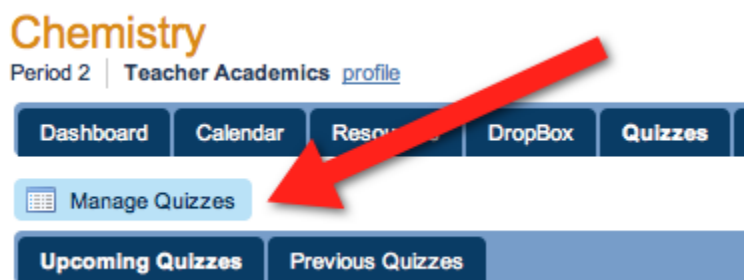 Chemistry
Period 2 Teacher Academics profile
Dashboard Calendar DropBox Quizzes
Manage Quizzes
Upcoming Quizzes Previous Quizzes